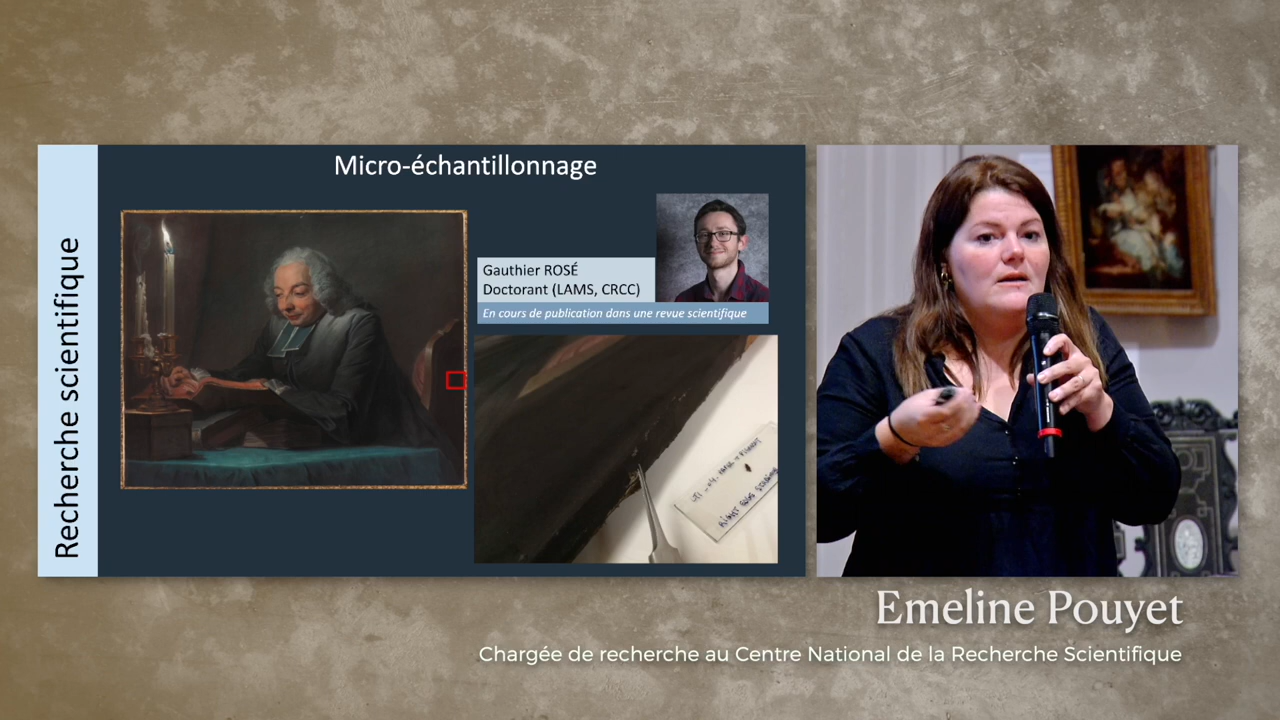 Recherche scientifique
Micro-échantillonnage
Gauthier ROSÉ
Doctorant (LAMS, CRCC)
En cours de publication dans une revue scientifique
Emeline Pouyet
Chargée de recherche au Centre National de la Recherche Scientifique